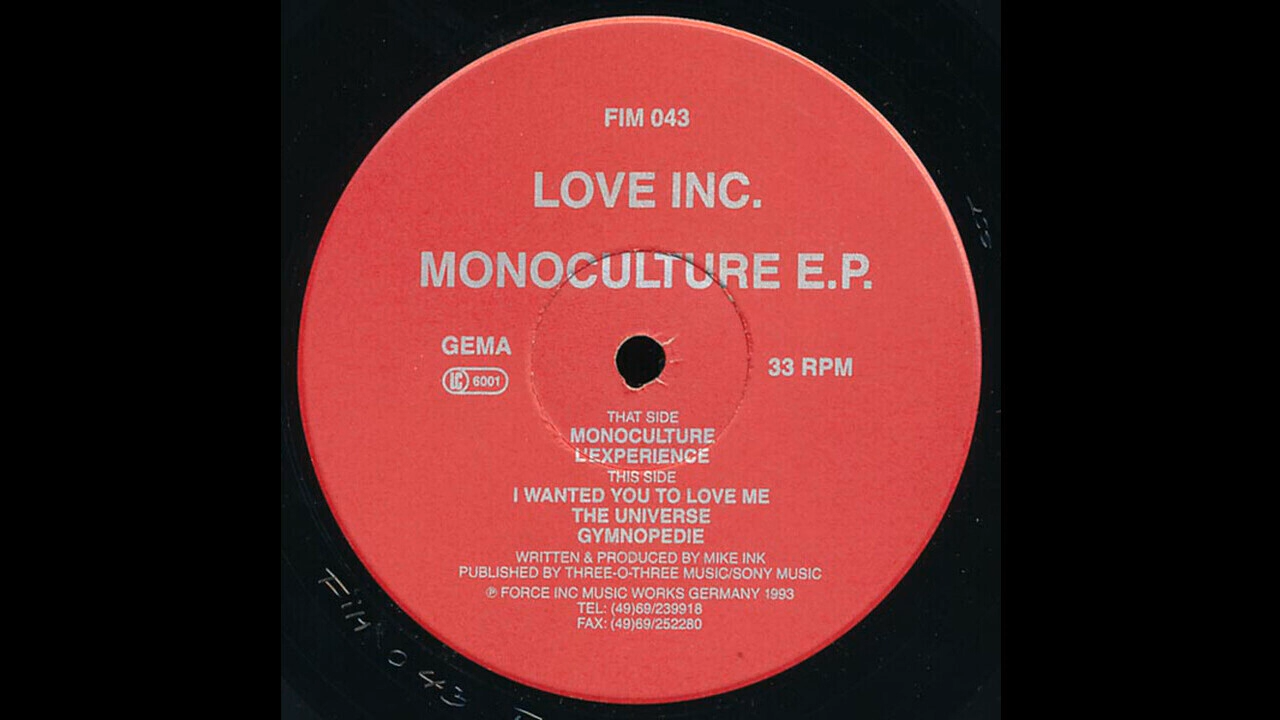 FIM 043
LOVE INC.
MONOCULTURE E.P.
GEMA
LC 6001
33 RPM
THAT SIDE
MONOCULTURE
L'EXPERIENCE
THIS SIDE
I WANTED YOU TO LOVE ME
THE UNIVERSE
GYMNOPEDIE
WRITTEN & PRODUCED BY MIKE INK
PUBLISHED BY THREE-O-THREE MUSIC/SONY MUSIC
℗ FORCE INC MUSIC WORKS GERMANY 1993
TEL: (49)69/239918
FAX: (49)69/252280
FIM 043